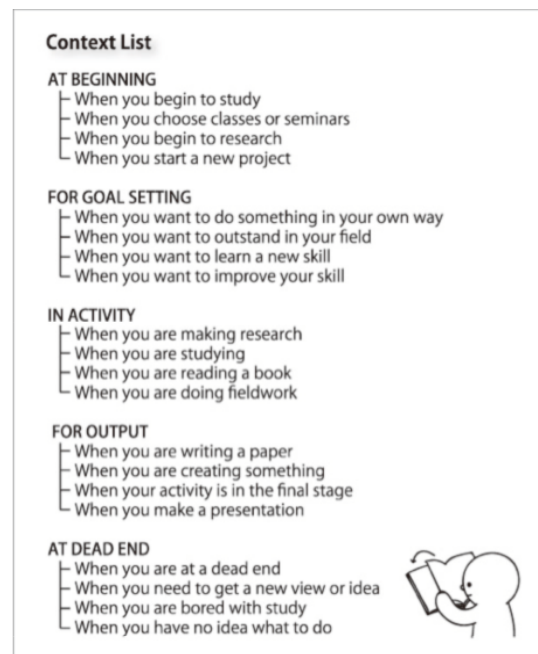 Context List
AT BEGINNING
When you begin to study
When you choose classes or seminars
When you begin to research
When you start a new project
FOR GOAL SETTING
When you want to do something in your own way
When you want to outstand in your field
When you want to learn a new skill
When you want to improve your skill
IN ACTIVITY
When you are making research
When you are studying
When you are reading a book
When you are doing fieldwork
FOR OUTPUT
When you are writing a paper
When you are creating something
When your activity is in the final stage
When you make a presentation
AT DEAD END
When you are at a dead end
When you need to get a new view or idea
When you are bored with study
When you have no idea what to do